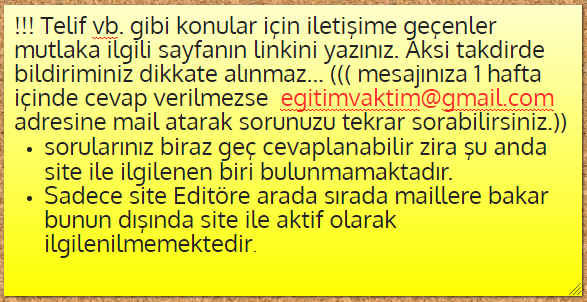 !!! Telif vb. gibi konular için iletişime geçenler
mutlaka ilgili sayfanın linkini yazınız. Aksi takdirde
bildiriminiz dikkate alınmaz... ((( mesajınıza 1 hafta
içinde cevap verilmezse egitimvaktim@gmail.com
adresine mail atarak sorunuzu tekrar sorabilirsiniz.))
• sorularınız biraz geç cevaplanabilir zira şu anda
site ile ilgilenen biri bulunmamaktadır.
• Sadece site Editöre arada sırada maillere bakar
bunun dışında site ile aktif olarak
ilgilenilmemektedir.